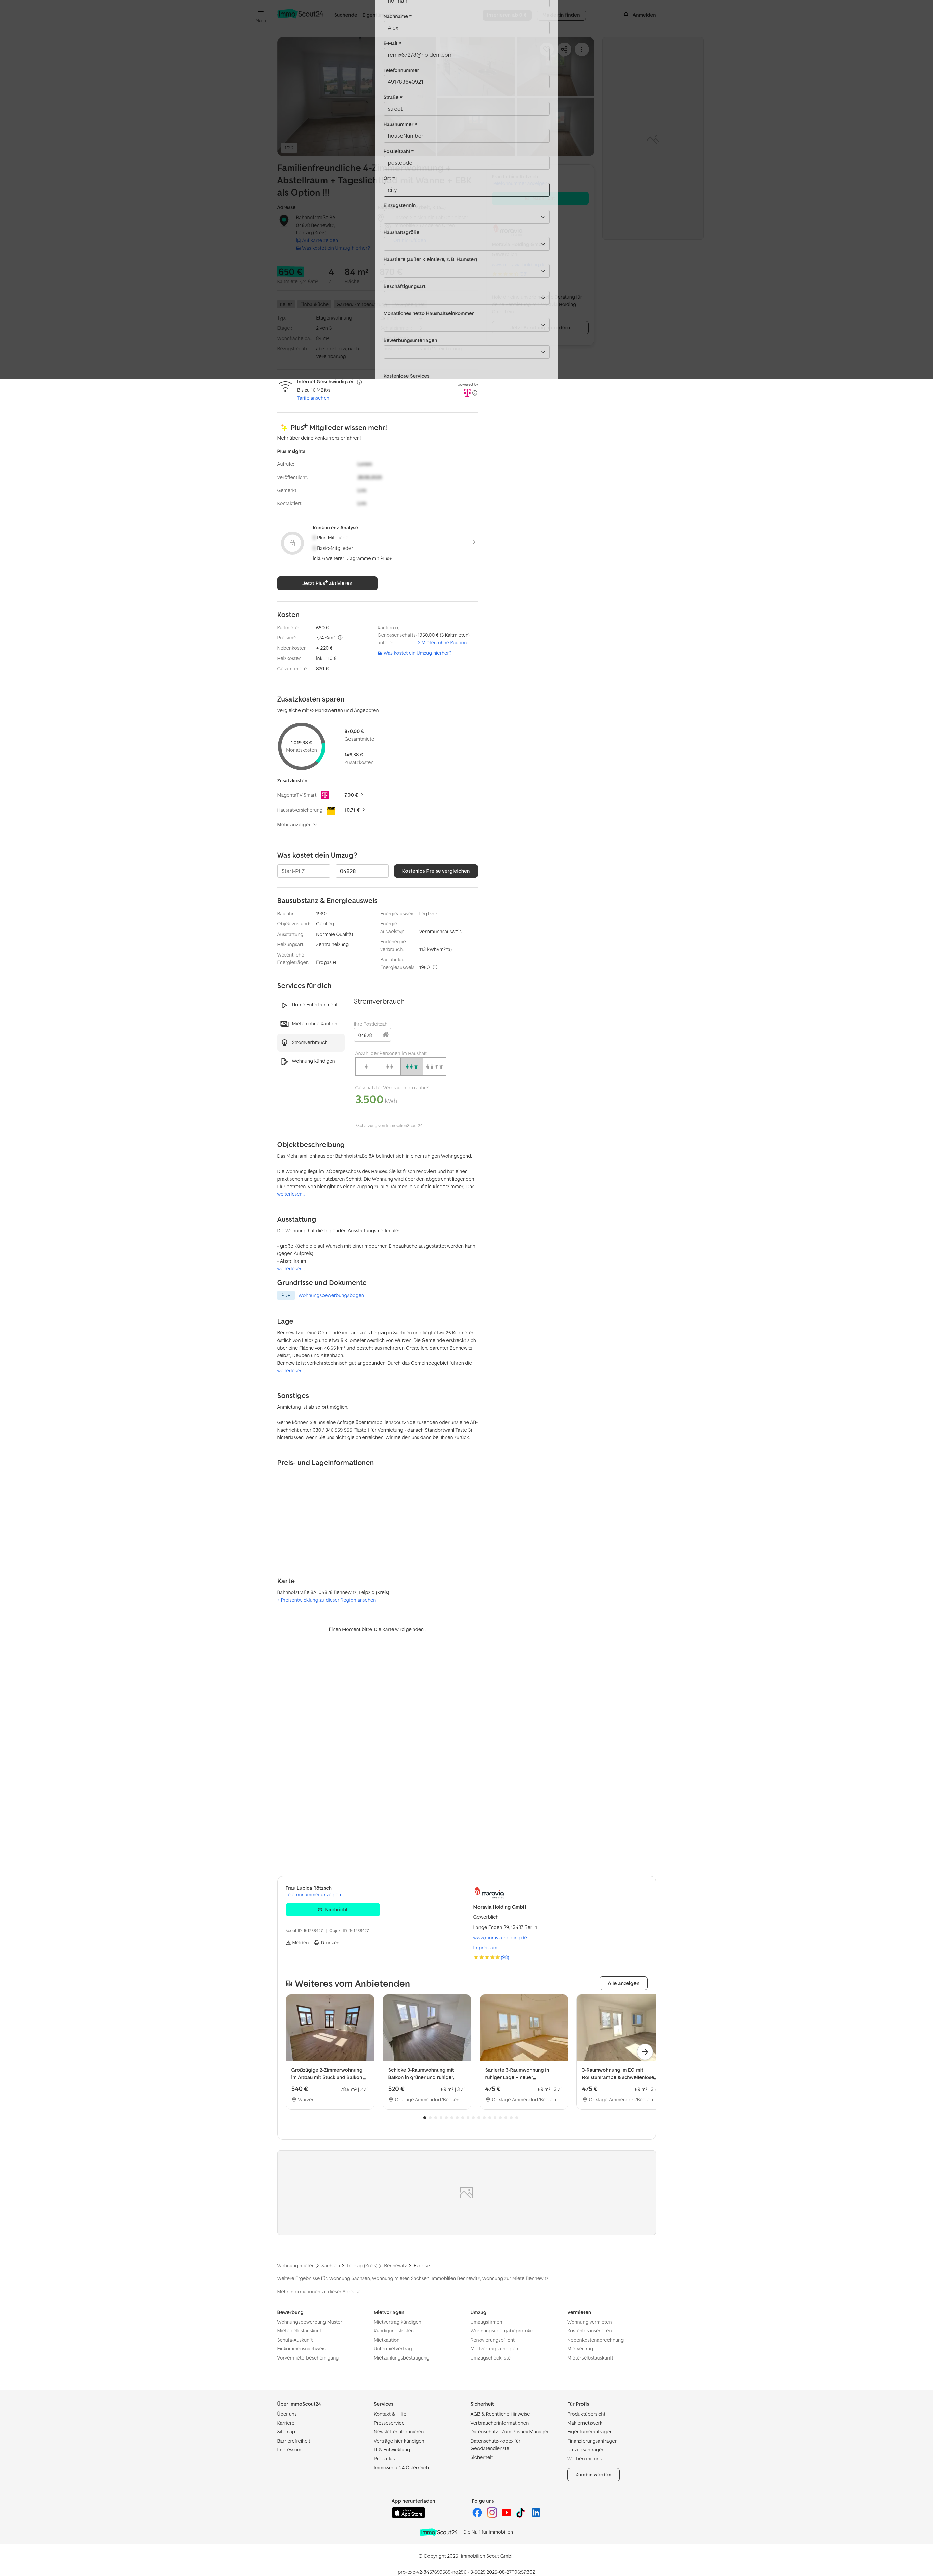 Menü
Immo Scout24
Suchende
Anmelden
norman
Nachname *
Alex
E-Mail *
remix67278@noidem.com
Telefonnummer
491783640921
Straße *
street
Hausnummer *
houseNumber
Postleitzahl *
postcode
Ort *
city
Einzugstermin
Haushaltsgröße
Haustiere (außer Kleintiere, z. B. Hamster)
Beschäftigungsart
Monatliches netto Haushaltseinkommen
Bewerbungsunterlagen
Kostenlose Services
Familienfreundliche
Abstellraum + Tageslich
als Option !!!
Adresse
Bahnhofstraße 8A,
04828 Bennewitz,
Leipzig (Kreis)
Auf Karte zeigen
650 €
4
84 m²
Internet Geschwindigkeit
Bis zu 16 MBit/s
Tarife ansehen
powered by
Plus+ Mitglieder wissen mehr!
Mehr über deine Konkurrenz erfahren!
Plus Insights
Aufrufe:
Veröffentlicht:
Gemerkt:
Kontaktiert:
Konkurrenz-Analyse
Plus-Mitglieder
Basic-Mitglieder
inkl. 6 weiterer Diagramme mit Plus+
Jetzt Plus+ aktivieren
Kosten
Kaltmiete: 650 €
Preis/m²: 7,74 €/m²
Nebenkosten: + 220 €
Heizkosten: inkl. 110 €
Gesamtmiete: 870 €
Kaution o.
Genossenschafts-
anteile: 1950,00 € (3 Kaltmieten)
> Mieten ohne Kaution
Was kostet ein Umzug hierher?
Zusatzkosten sparen
Vergleiche mit Ø Marktwerten und Angeboten
1.019,38 €
Monatskosten
870,00 €
Gesamtmiete
149,38 €
Zusatzkosten
Zusatzkosten
MagentaTV Smart 7,00 €
Hausratversicherung 10,71 €
Mehr anzeigen
Was kostet dein Umzug?
Start-PLZ
04828
Kostenlos Preise vergleichen
Bausubstanz & Energieausweis
Baujahr: 1960
Objektzustand: Gepflegt
Ausstattung: Normale Qualität
Heizungsart: Zentralheizung
Wesentliche
Energieträger: Erdgas H
Energieausweis: liegt vor
Energie-
ausweistyp: Verbrauchsausweis
Endenergie-
verbrauch: 113 kWh/(m²*a)
Baujahr laut
Energieausweis: 1960
Services für dich
Home Entertainment
Mieten ohne Kaution
Stromverbrauch
Wohnung kündigen
Stromverbrauch
Ihre Postleitzahl
04828
Anzahl der Personen im Haushalt
Geschätzter Verbrauch pro Jahr*
3.500 kWh
*Schätzung von ImmobilienScout24
Objektbeschreibung
Das Mehrfamilienhaus der Bahnhofstraße 8A befindet sich in einer ruhigen Wohngegend.
Die Wohnung liegt im 2.Obergeschoss des Hauses. Sie ist frisch renoviert und hat einen
praktischen und gut nutzbaren Schnitt. Die Wohnung wird über den abgetrennt liegenden
Flur betreten. Von hier gibt es einen Zugang zu alle Räumen, bis auf ein Kinderzimmer. Das
weiterlesen...
Ausstattung
Die Wohnung hat die folgenden Ausstattungsmerkmale:
- große Küche die auf Wunsch mit einer modernen Einbauküche ausgestattet werden kann
(gegen Aufpreis)
- Abstellraum
weiterlesen...
Grundrisse und Dokumente
PDF Wohnungsbewerbungsbogen
Lage
Bennewitz ist eine Gemeinde im Landkreis Leipzig in Sachsen und liegt etwa 25 Kilometer
östlich von Leipzig und etwa 5 Kilometer westlich von Wurzen. Die Gemeinde erstreckt sich
über eine Fläche von 46,65 km² und besteht aus mehreren Ortsteilen, darunter Bennewitz
selbst, Deuben und Altenbach.
Bennewitz ist verkehrstechnisch gut angebunden. Durch das Gemeindegebiet führen die
weiterlesen...
Sonstiges
Anmietung ist ab sofort möglich.
Gerne können Sie uns eine Anfrage über immobilienscout24.de zusenden oder uns eine AB-
Nachricht unter 030 / 346 559 555 (Taste 1 für Vermietung - danach Standortwahl Taste 3)
hinterlassen, wenn Sie uns nicht gleich erreichen. Wir melden uns dann bei Ihnen zurück.
Preis- und Lageinformationen
Karte
Bahnhofstraße 8A, 04828 Bennewitz, Leipzig (Kreis)
> Preisentwicklung zu dieser Region ansehen
Einen Moment bitte. Die Karte wird geladen...
Frau Lubica Rötzsch
Telefonnummer anzeigen
Nachricht
Melden
Drucken
moravia
Moravia Holding GmbH
Gewerblich
Lange Enden 29, 13437 Berlin
www.moravia-holding.de
Impressum
(98)
Weiteres vom Anbietenden
Alle anzeigen
Großzügige 2-Zimmerwohnung
im Altbau mit Stuck und Balkon ...
540 € 78,5 m² | 2 Zi.
Wurzen
Schicke 3-Raumwohnung mit
Balkon in grüner und ruhiger...
520 € 59 m² | 3 Zi.
Ortslage Ammendorf/Beesen
Sanierte 3-Raumwohnung in
ruhiger Lage + neuer...
475 € 59 m² | 3 Zi.
Ortslage Ammendorf/Beesen
3-Raumwohnung im EG mit
Rollstuhlrampe & schwellenlose..
475 € 59 m² | 3 Z
Ortslage Ammendorf/Beesen
Wohnung mieten > Sachsen > Leipzig (Kreis) > Bennewitz > Exposé
Weitere Ergebnisse für: Wohnung Sachsen, Wohnung mieten Sachsen, Immobilien Bennewitz, Wohnung zur Miete Bennewitz
Mehr Informationen zu dieser Adresse
Bewerbung
Wohnungsbewerbung Muster
Mieterselbstauskunft
Schufa-Auskunft
Einkommensnachweis
Vorvermieterbescheinigung
Mietvorlagen
Mietvertrag kündigen
Kündigungsfristen
Mietkaution
Untermietvertrag
Mietzahlungsbestätigung
Umzug
Umzugsfirmen
Wohnungsübergabeprotokoll
Renovierungspflicht
Mietvertrag kündigen
Umzugscheckliste
Vermieten
Wohnung vermieten
Kostenlos inserieren
Nebenkostenabrechnung
Mietvertrag
Mieterselbstauskunft
Über ImmoScout24
Über uns
Karriere
Sitemap
Barrierefreiheit
Impressum
Services
Kontakt & Hilfe
Presseservice
Newsletter abonnieren
Verträge hier kündigen
IT & Entwicklung
Preisatlas
ImmoScout24 Österreich
Sicherheit
AGB & Rechtliche Hinweise
Verbraucherinformationen
Datenschutz | Zum Privacy Manager
Datenschutz-Kodex für
Geodatendienste
Sicherheit
Für Profis
Produktübersicht
Maklernetzwerk
Eigentümeranfragen
Finanzierungsanfragen
Umzugsanfragen
Werben mit uns
Kund:in werden
App herunterladen
App Store
Folge uns
Immo Scout24 Die Nr. 1 für Immobilien
© Copyright 2025 Immobilien Scout GmbH